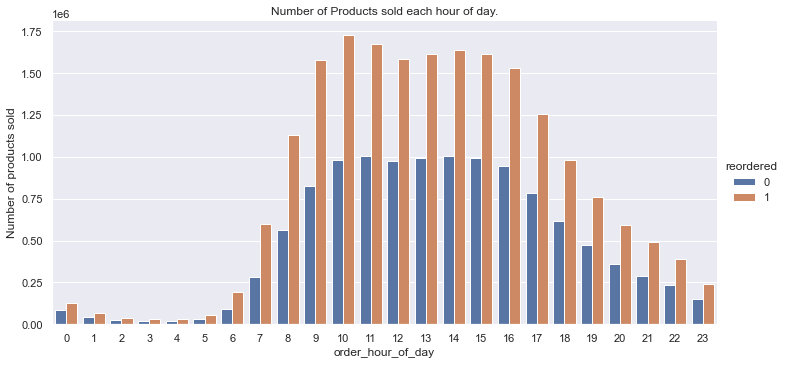 Number of Products sold each hour of day.
1e6
1.75
1.50
1.25
1.00
0.75
0.50
0.25
0.00
Number of products sold
0 1 2 3 4 5 6 7 8 9 10 11 12 13 14 15 16 17 18 19 20 21 22 23
order_hour_of_day
reordered
0
1